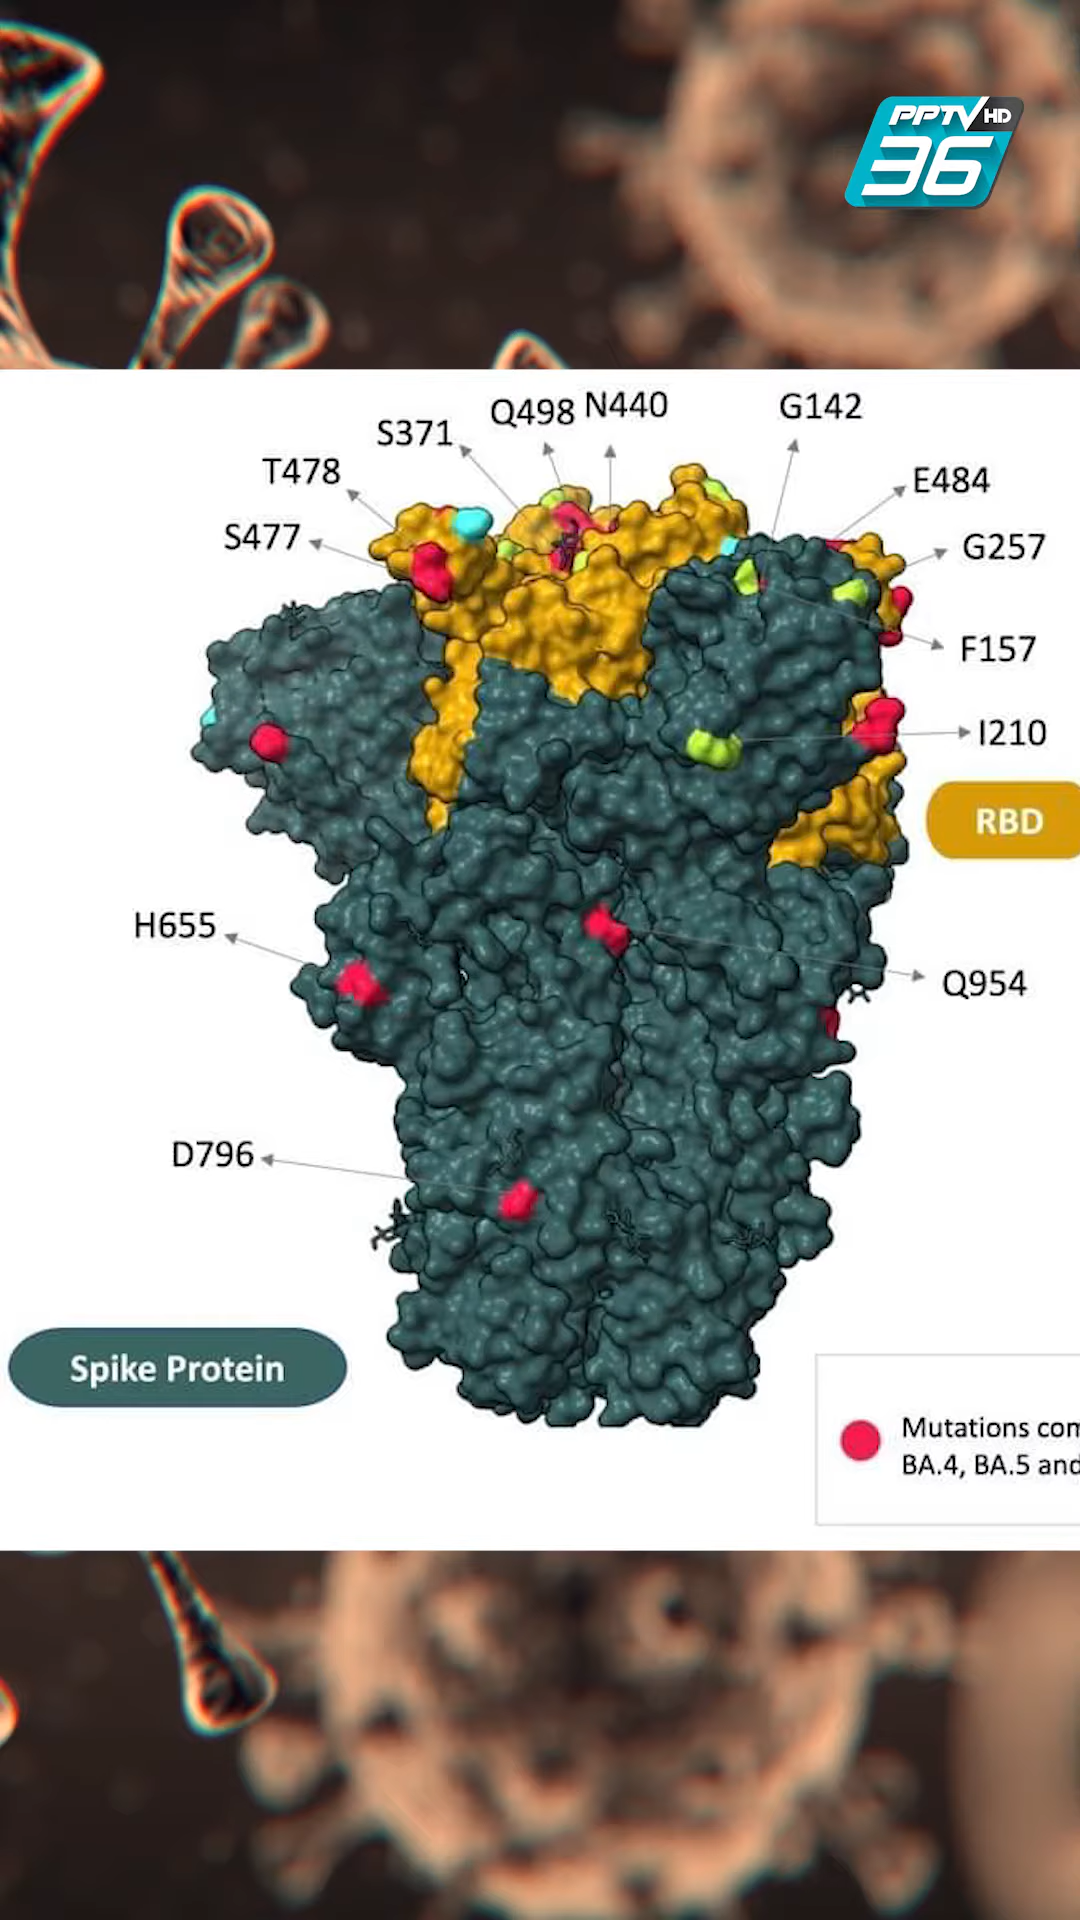 PPTV HD
36
Q498 N440
G142
S371
T478
E484
S477
G257
F157
I210
RBD
H655
Q954
D796
Spike Protein
Mutations com
BA.4, BA.5 and